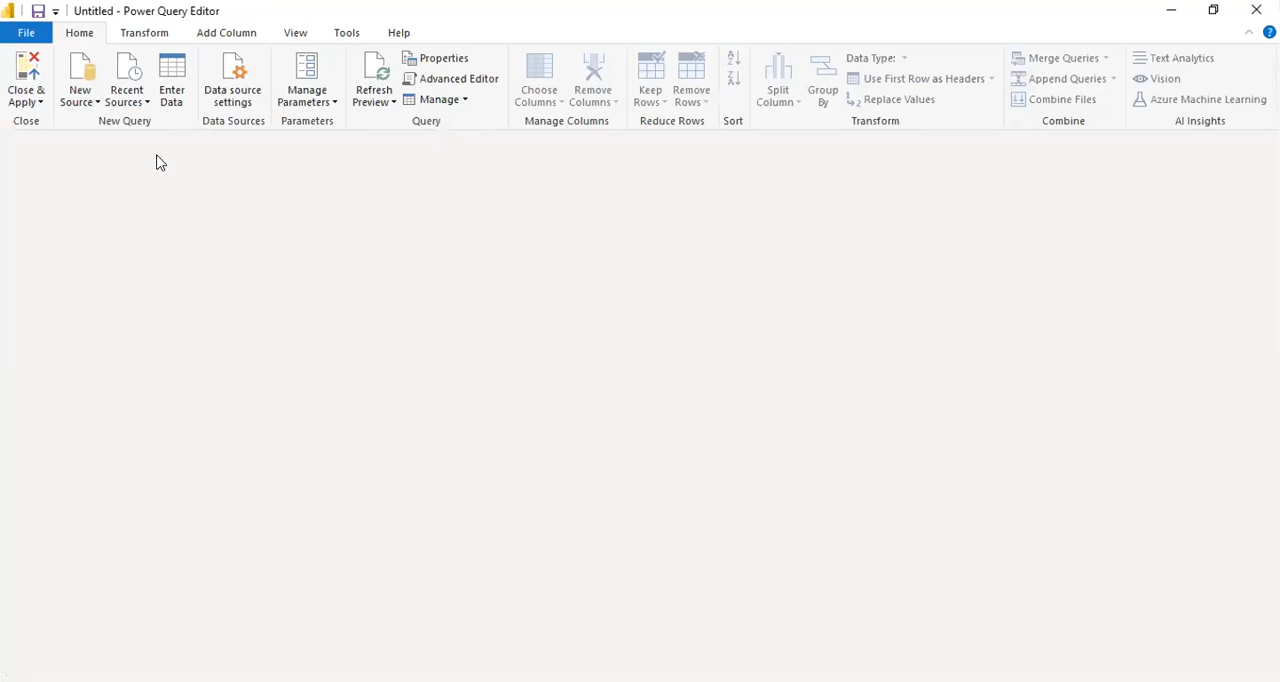 Untitled - Power Query Editor
File Home Transform Add Column View Tools Help
Close & Apply
New Source
Recent Sources
Enter Data
Data source settings
Manage Parameters
Refresh Preview
Properties
Advanced Editor
Manage
Choose Columns
Remove Columns
Keep Rows
Remove Rows
A Z
Z A
Split Column
Group By
Data Type:
Use First Row as Headers
1 2 Replace Values
Merge Queries
Append Queries
Combine Files
Text Analytics
Vision
Azure Machine Learning
Close New Query Data Sources Parameters Query Manage Columns Reduce Rows Sort Transform Combine AI Insights
?